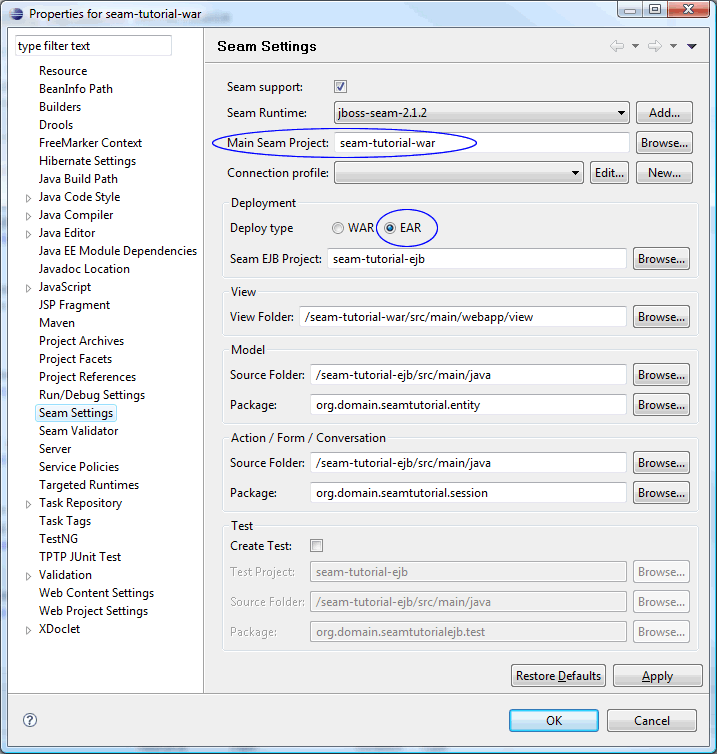 Properties for seam-tutorial-war
type filter text
Resource
BeanInfo Path
Builders
Drools
FreeMarker Context
Hibernate Settings
Java Build Path
Java Code Style
Java Compiler
Java Editor
Java EE Module Dependencies
Javadoc Location
JavaScript
JSP Fragment
Maven
Project Archives
Project Facets
Project References
Run/Debug Settings
Seam Settings
Seam Validator
Server
Service Policies
Targeted Runtimes
Task Repository
Task Tags
TestNG
TPTP JUnit Test
Validation
Web Content Settings
Web Project Settings
XDoclet
Seam Settings
Seam support:
Seam Runtime: jboss-seam-2.1.2 Add...
Main Seam Project: seam-tutorial-war Browse...
Connection profile: Edit... New...
Deployment
Deploy type WAR EAR
Seam EJB Project: seam-tutorial-ejb Browse...
View
View Folder: /seam-tutorial-war/src/main/webapp/view Browse...
Model
Source Folder: /seam-tutorial-ejb/src/main/java Browse...
Package: org.domain.seamtutorial.entity Browse...
Action / Form / Conversation
Source Folder: /seam-tutorial-ejb/src/main/java Browse...
Package: org.domain.seamtutorial.session Browse...
Test
Create Test:
Test Project: seam-tutorial-ejb Browse...
Source Folder: /seam-tutorial-ejb/src/main/java Browse...
Package: org.domain.seamtutorialejb.test Browse...
Restore Defaults Apply
? OK Cancel